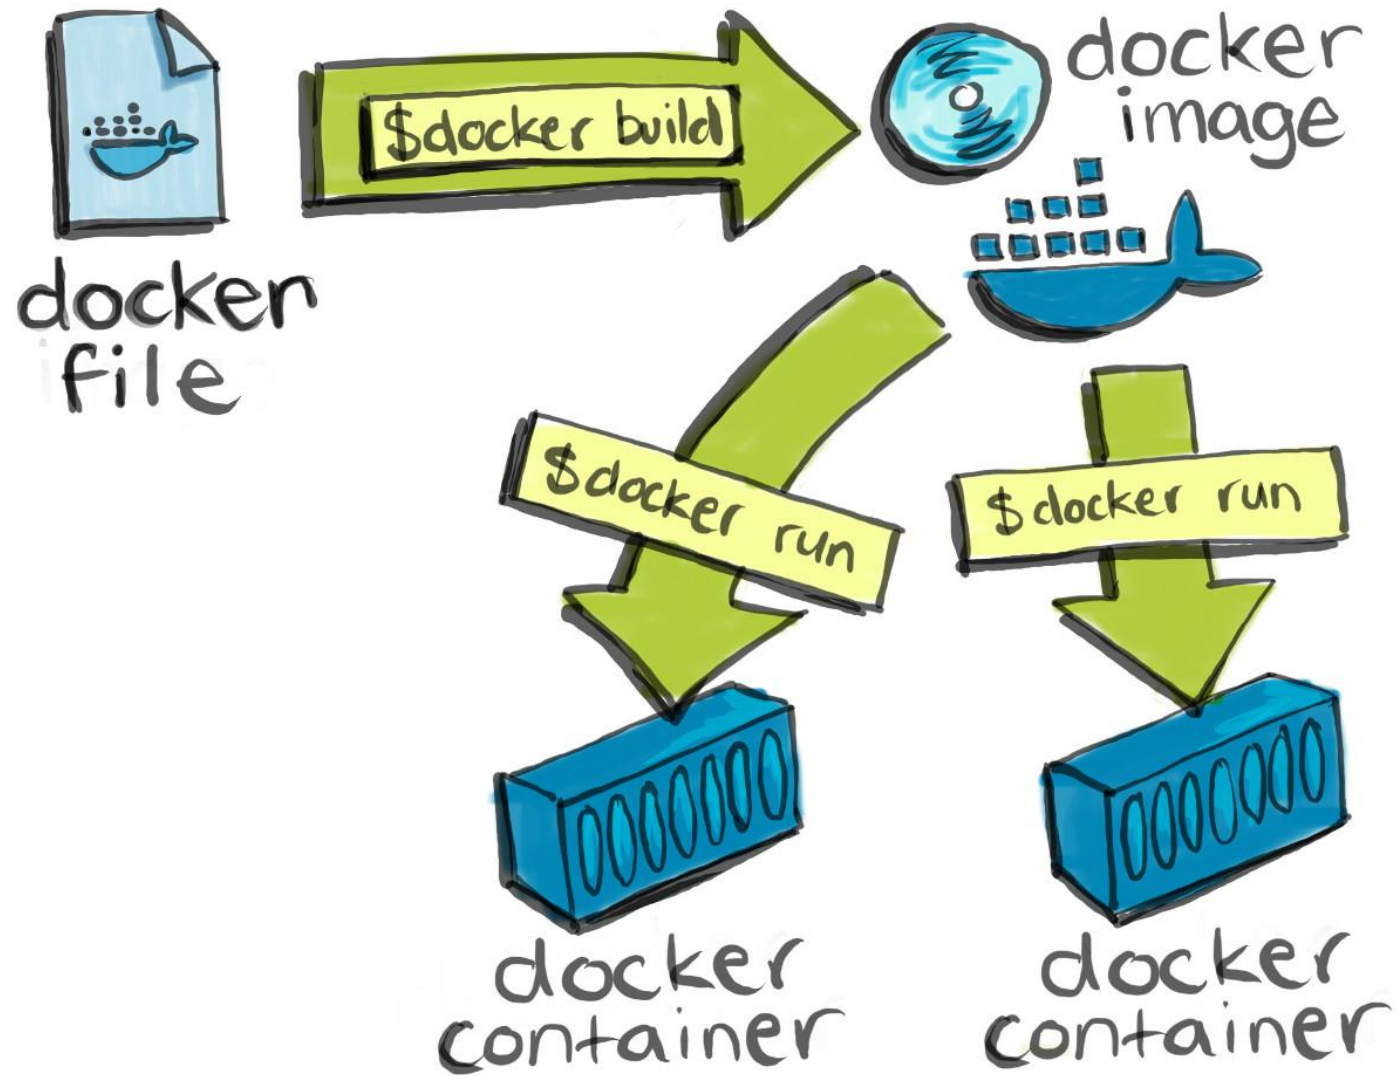 $docker build
docker
image
docker
file
$docker run
$docker run
docker
container
docker
container